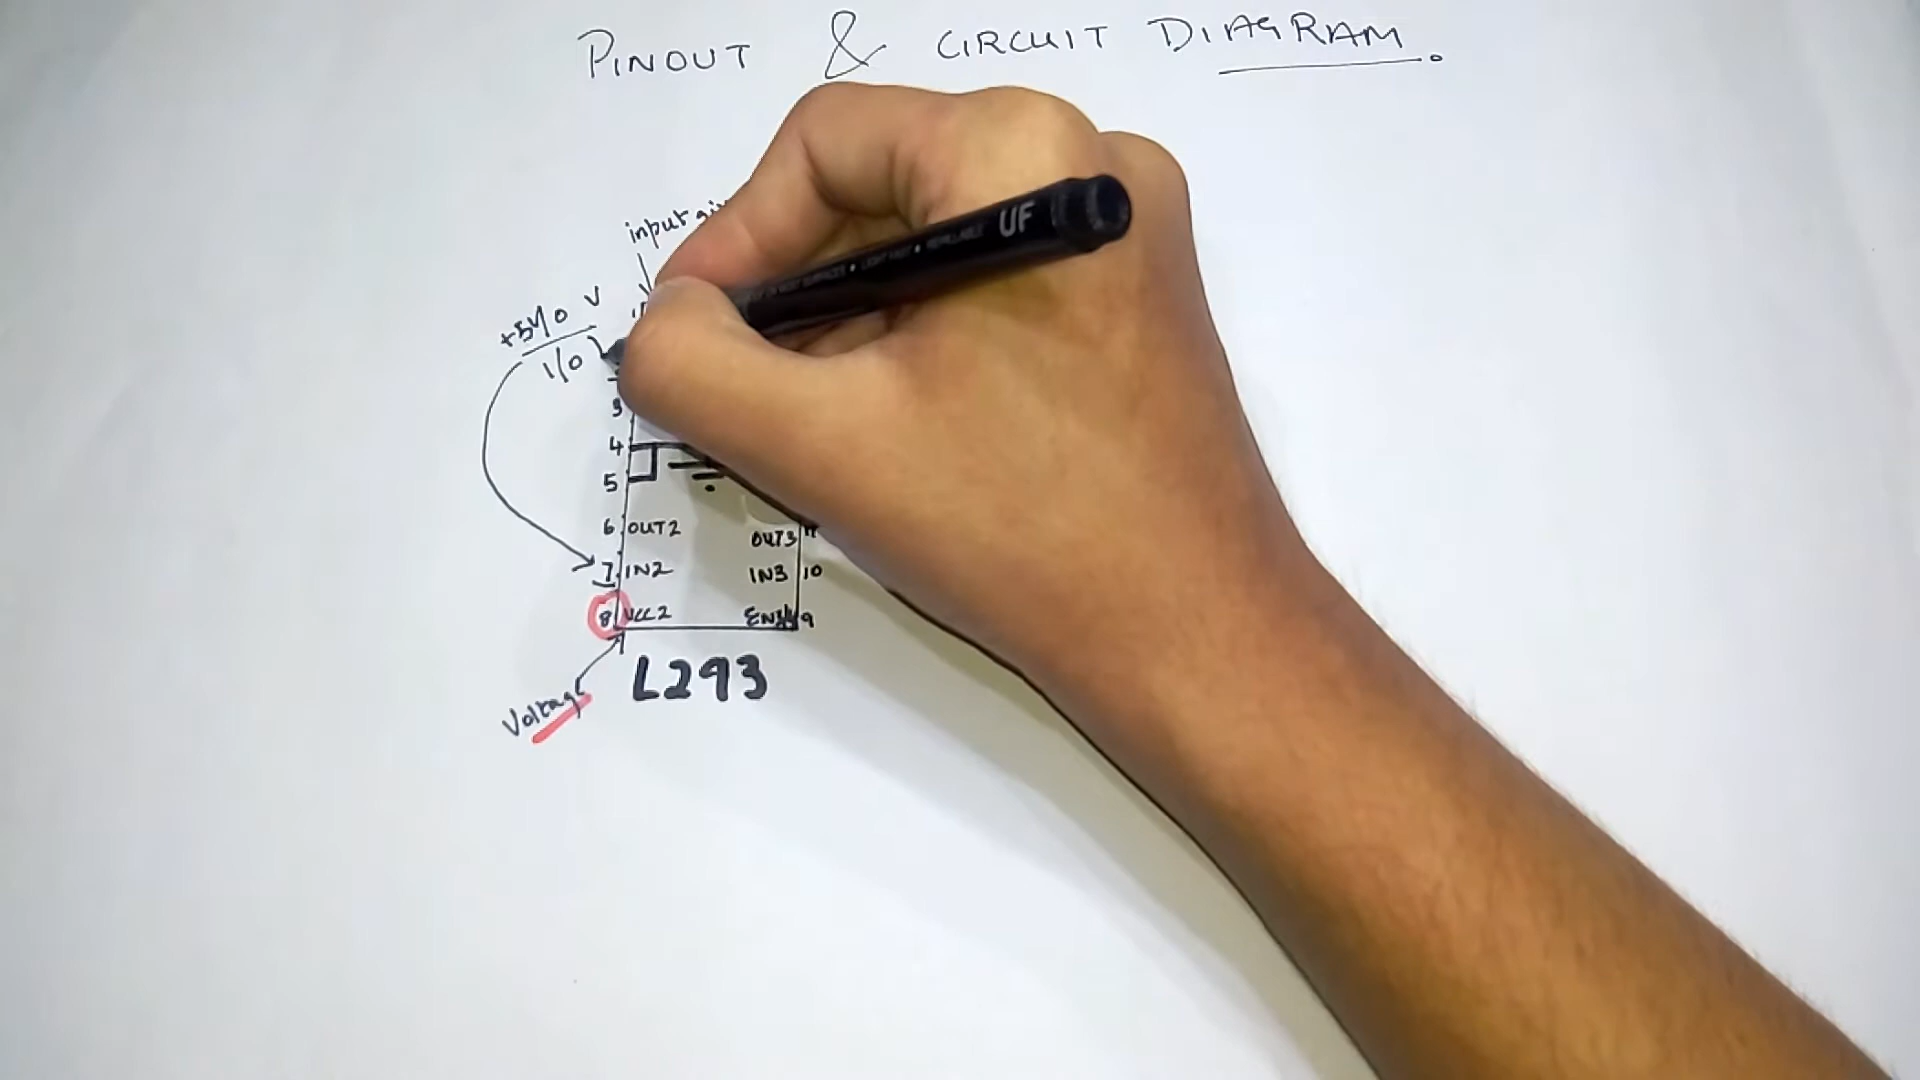 PINOUT & CIRCUIT DIAGRAM.
input
+5V/0 V
1/0
3
4
5
6 OUT2 OUT3
7 IN2 IN3 10
8 VCC2 9
Voltage
L293
UF